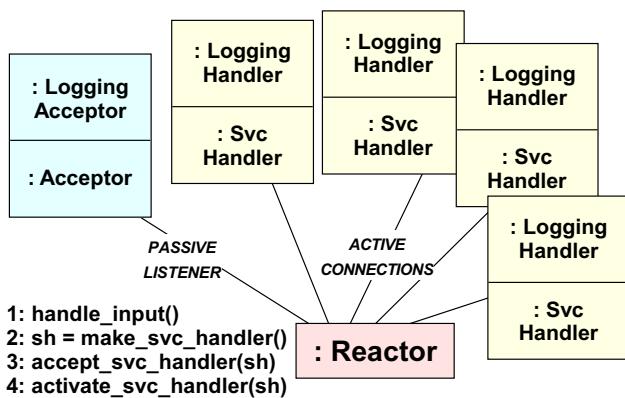 : Logging
Acceptor
: Acceptor
: Logging
Handler
: Svc
Handler
: Logging
Handler
: Svc
Handler
: Logging
Handler
: Svc
Handler
: Logging
Handler
: Svc
Handler
PASSIVE
LISTENER
ACTIVE
CONNECTIONS
1: handle_input()
2: sh = make_svc_handler()
3: accept_svc_handler(sh)
4: activate_svc_handler(sh)
: Reactor